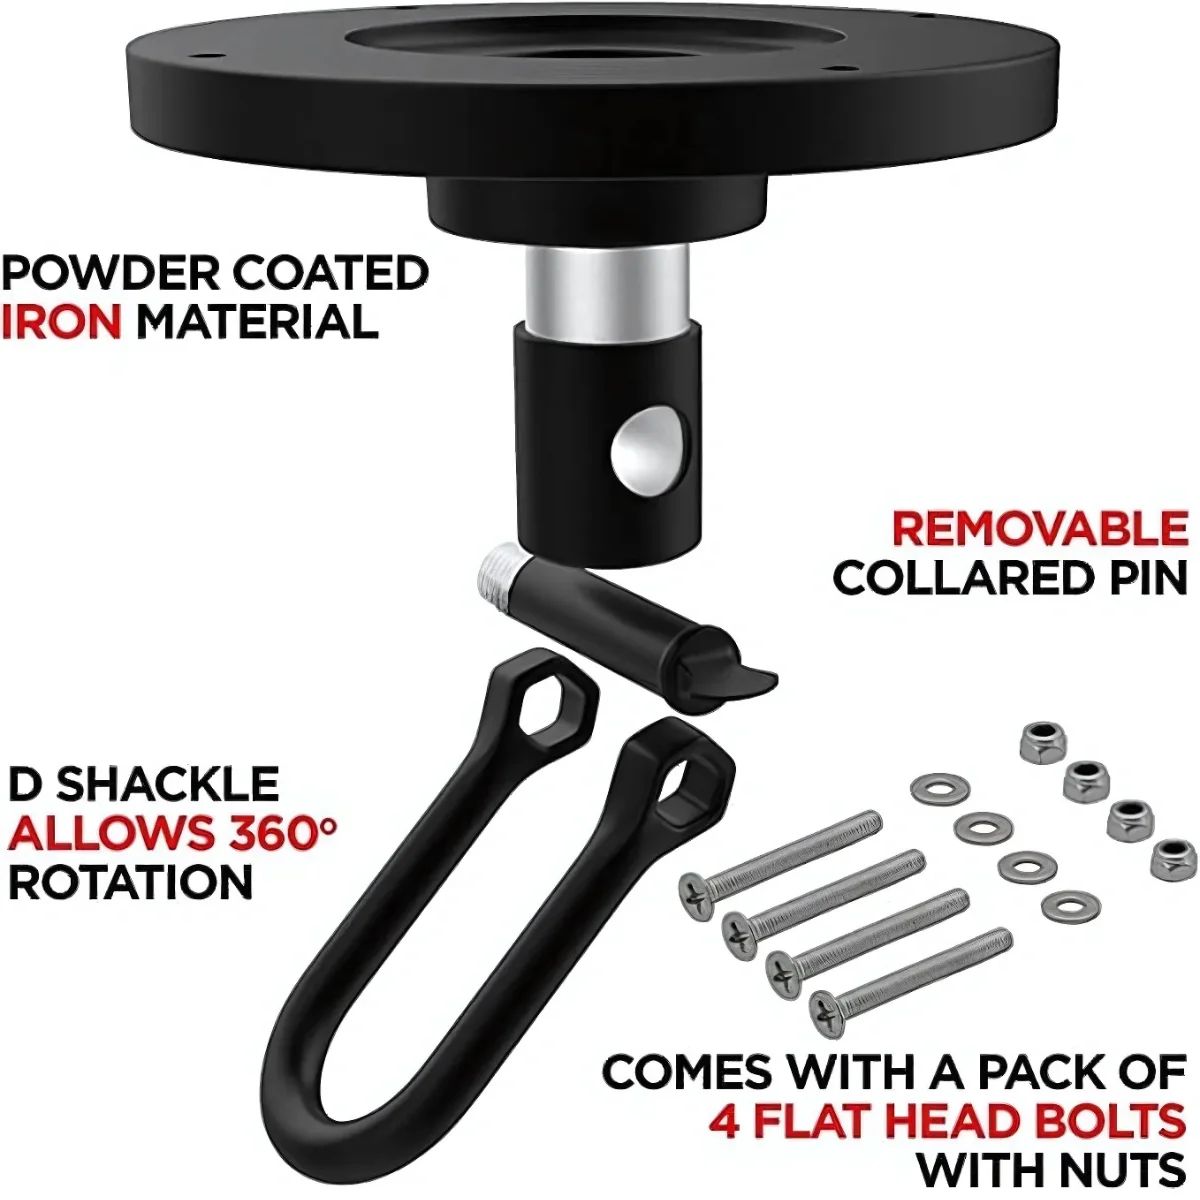 POWDER COATED
IRON MATERIAL
REMOVABLE
COLLARED PIN
D SHACKLE
ALLOWS 360°
ROTATION
COMES WITH A PACK OF
4 FLAT HEAD BOLTS
WITH NUTS